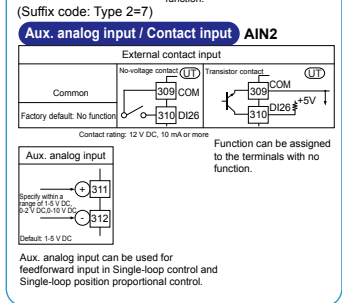 function.
(Suffix code: Type 2=7)
Aux. analog input / Contact input AIN2
External contact input
No-voltage contact UT
Transistor contact UT
Common
309 COM
COM
309
Factory default: No function
310 DI26
DI26
+5V
310
Contact rating: 12 V DC, 10 mA or more
Function can be assigned
to the terminals with no
function.
Aux. analog input
+ 311
Specify within a
range of 1-5 V DC,
0-2 V DC,0-10 V DC
- 312
Default: 1-5 V DC
Aux. analog input can be used for
feedforward input in Single-loop control and
Single-loop position proportional control.